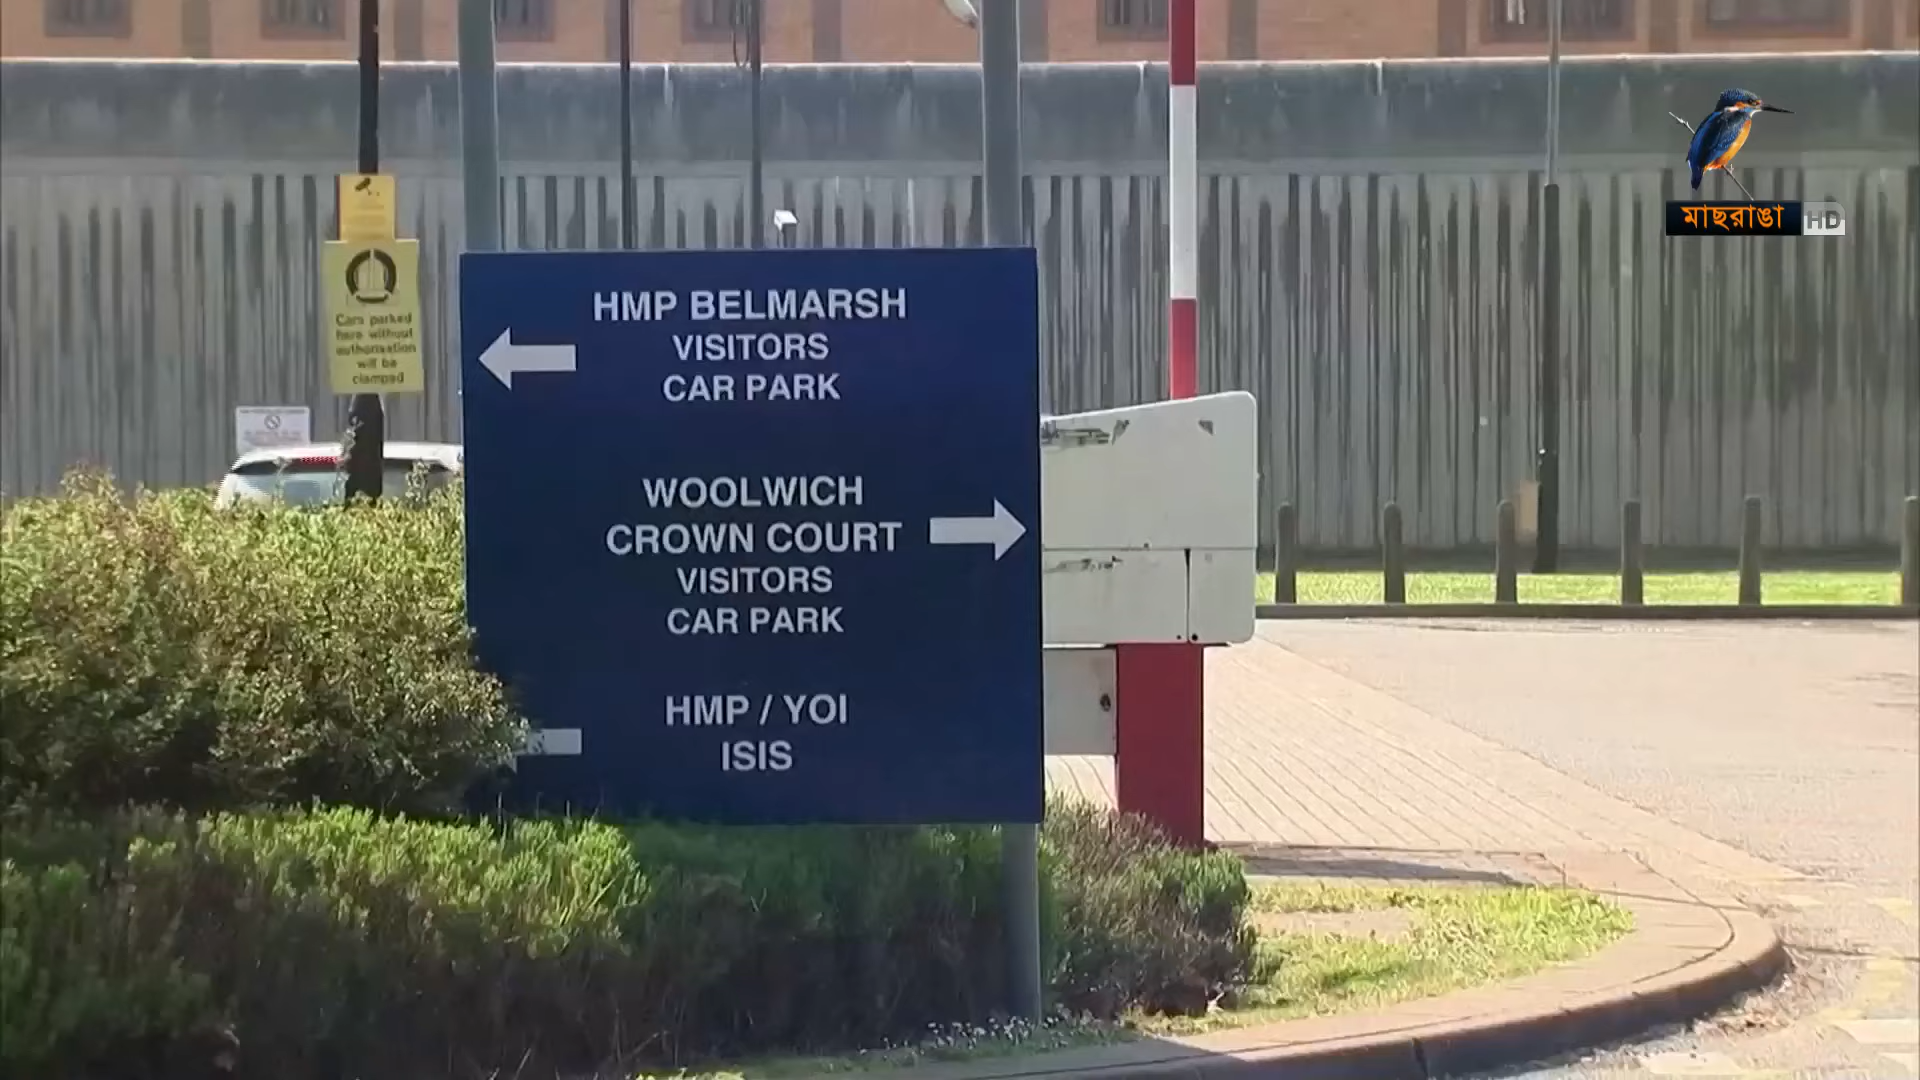 মাছরাঙা HD
HMP BELMARSH
VISITORS
CAR PARK
WOOLWICH
CROWN COURT
VISITORS
CAR PARK
HMP / YOI
ISIS
Cars parked
here without
authorisation
will be
clamped